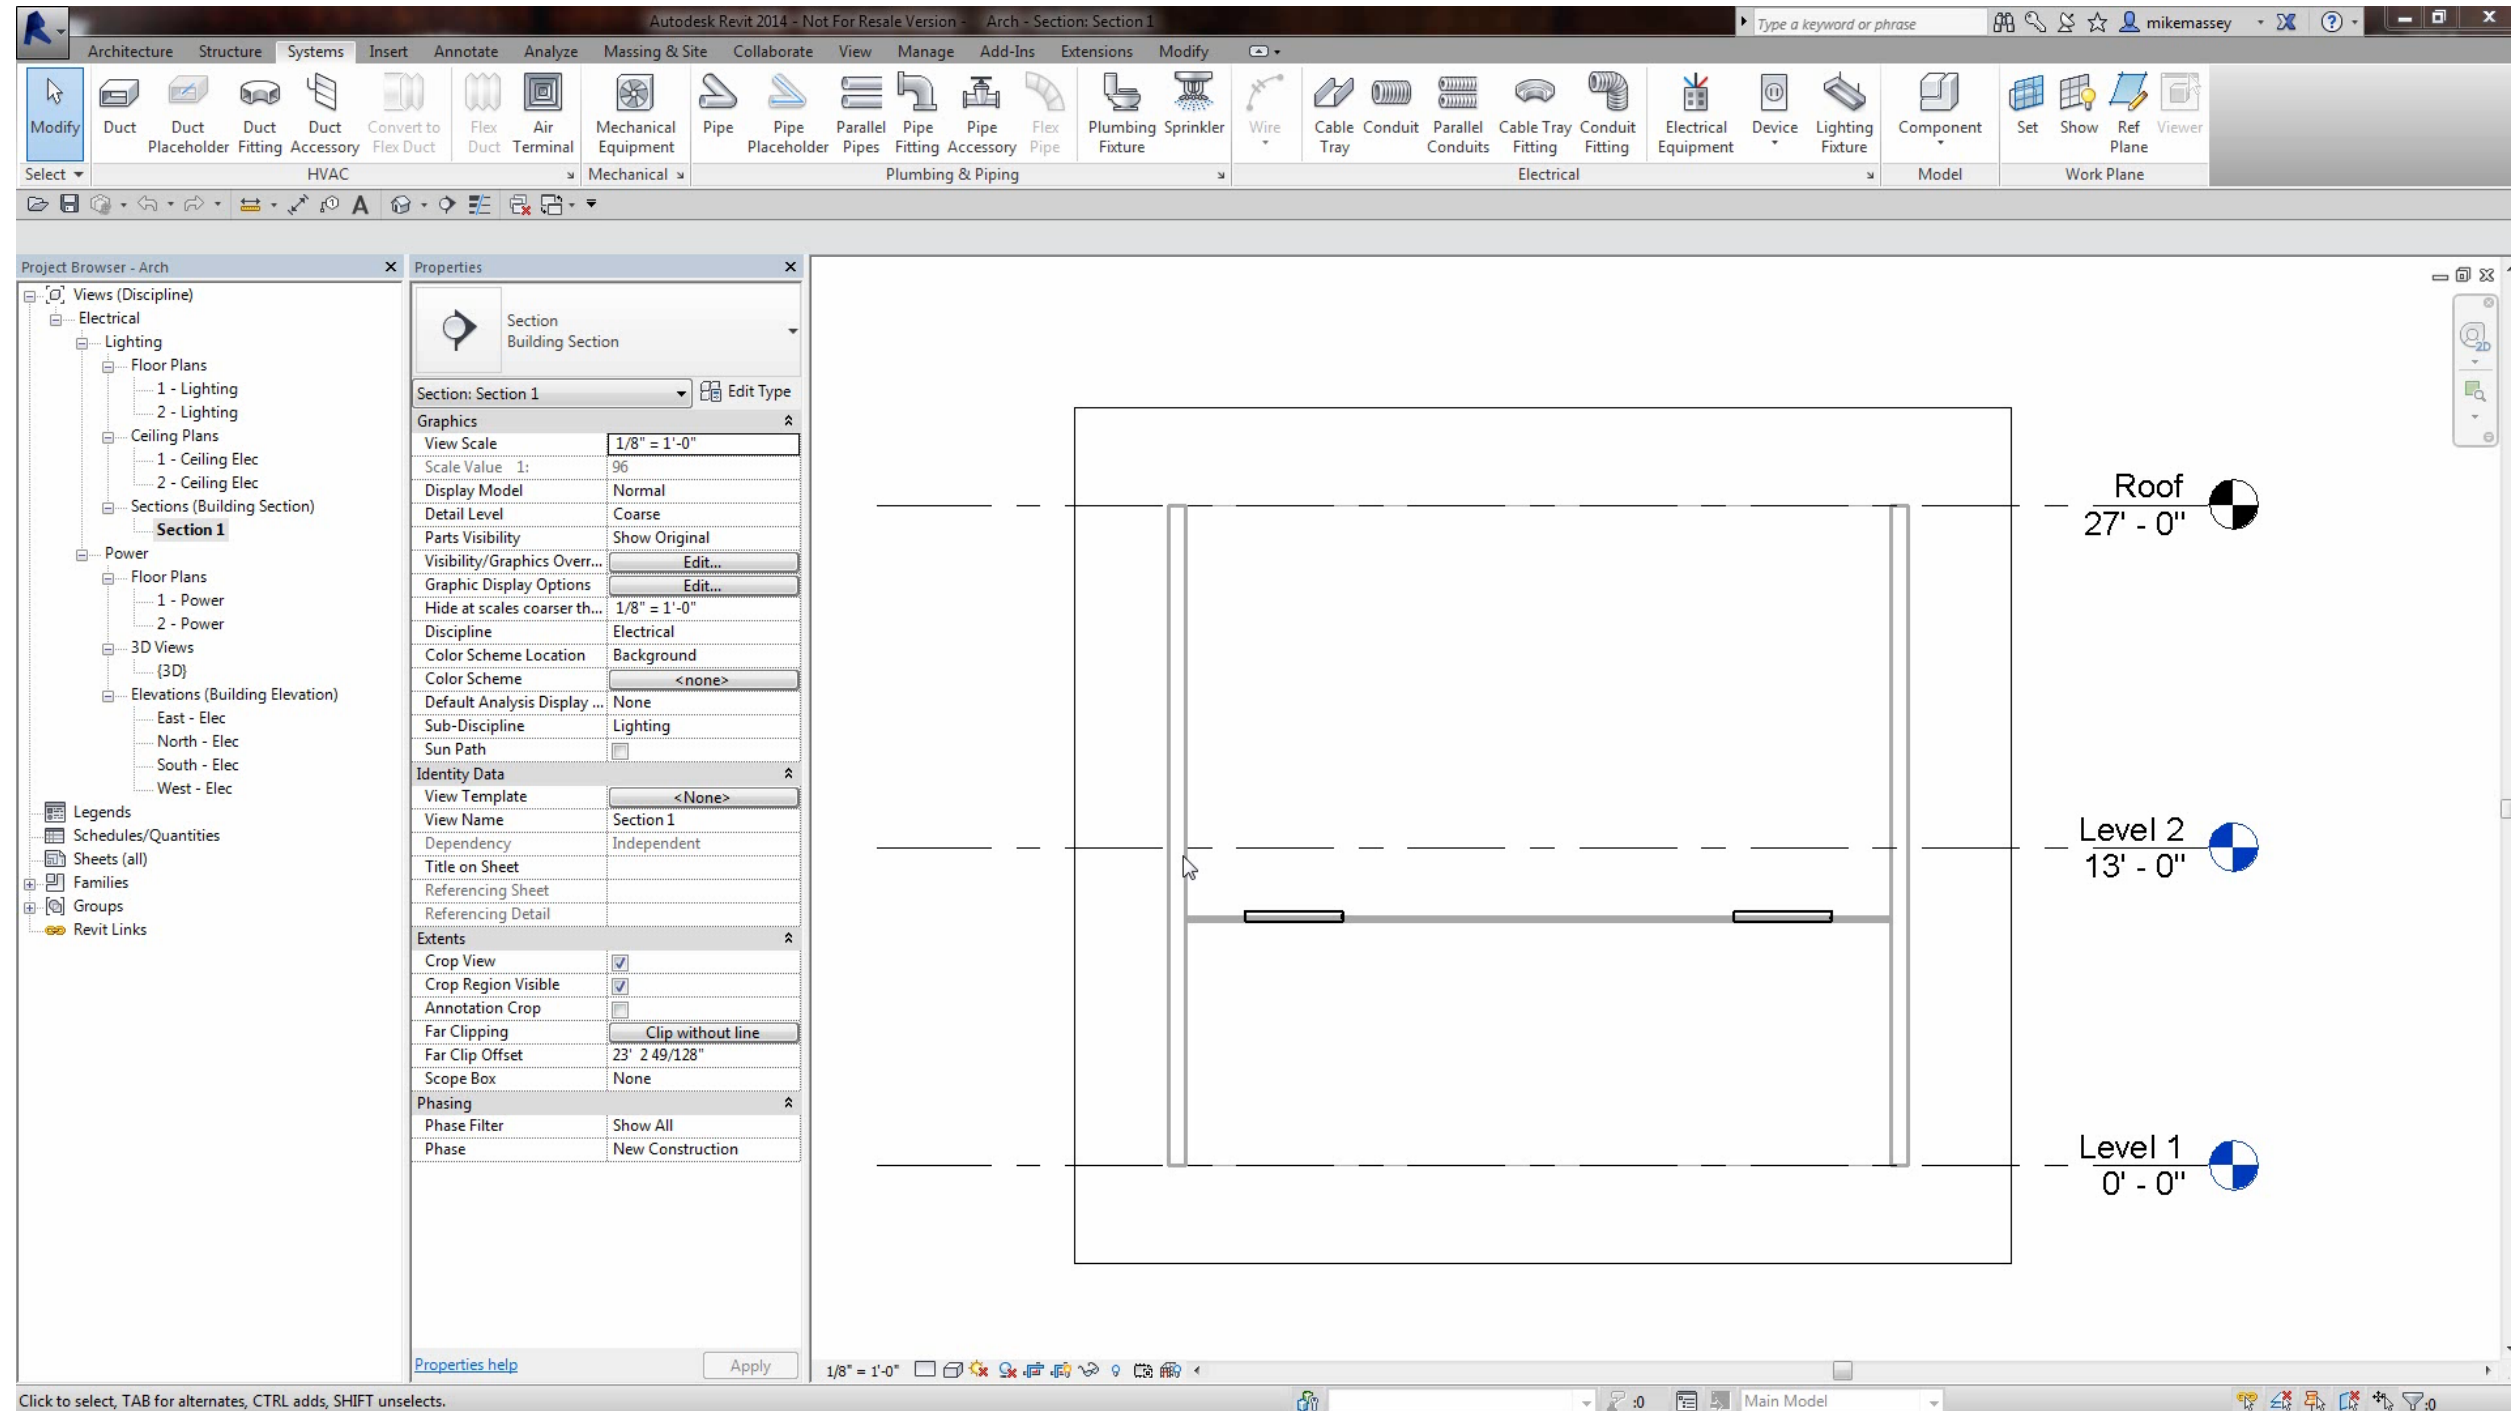 Autodesk Revit 2014 - Not For Resale Version - Arch - Section: Section 1
Type a keyword or phrase
mikemassey
Architecture Structure Systems Insert Annotate Analyze Massing & Site Collaborate View Manage Add-Ins Extensions Modify
Modify Duct Duct Placeholder Duct Fitting Duct Accessory Convert to Flex Duct Flex Duct Air Terminal Mechanical Equipment Pipe Pipe Placeholder Parallel Pipes Pipe Fitting Pipe Accessory Flex Pipe Plumbing Fixture Sprinkler Wire Cable Tray Conduit Parallel Conduits Cable Tray Fitting Conduit Fitting Electrical Equipment Device Lighting Fixture Component Set Show Ref Plane Viewer
Select HVAC Mechanical Plumbing & Piping Electrical Model Work Plane
Project Browser - Arch
Views (Discipline)
Electrical
Lighting
Floor Plans
1 - Lighting
2 - Lighting
Ceiling Plans
1 - Ceiling Elec
2 - Ceiling Elec
Sections (Building Section)
Section 1
Power
Floor Plans
1 - Power
2 - Power
3D Views
{3D}
Elevations (Building Elevation)
East - Elec
North - Elec
South - Elec
West - Elec
Legends
Schedules/Quantities
Sheets (all)
Families
Groups
Revit Links
Properties
Section
Building Section
Section: Section 1 Edit Type
Graphics
View Scale 1/8" = 1'-0"
Scale Value 1: 96
Display Model Normal
Detail Level Coarse
Parts Visibility Show Original
Visibility/Graphics Overr... Edit...
Graphic Display Options Edit...
Hide at scales coarser th... 1/8" = 1'-0"
Discipline Electrical
Color Scheme Location Background
Color Scheme <none>
Default Analysis Display ... None
Sub-Discipline Lighting
Sun Path
Identity Data
View Template <None>
View Name Section 1
Dependency Independent
Title on Sheet
Referencing Sheet
Referencing Detail
Extents
Crop View
Crop Region Visible
Annotation Crop
Far Clipping Clip without line
Far Clip Offset 23' 2 49/128"
Scope Box None
Phasing
Phase Filter Show All
Phase New Construction
Properties help Apply
2D
Roof
27' - 0"
Level 2
13' - 0"
Level 1
0' - 0"
1/8" = 1'-0"
Click to select, TAB for alternates, CTRL adds, SHIFT unselects.
:0 Main Model :0